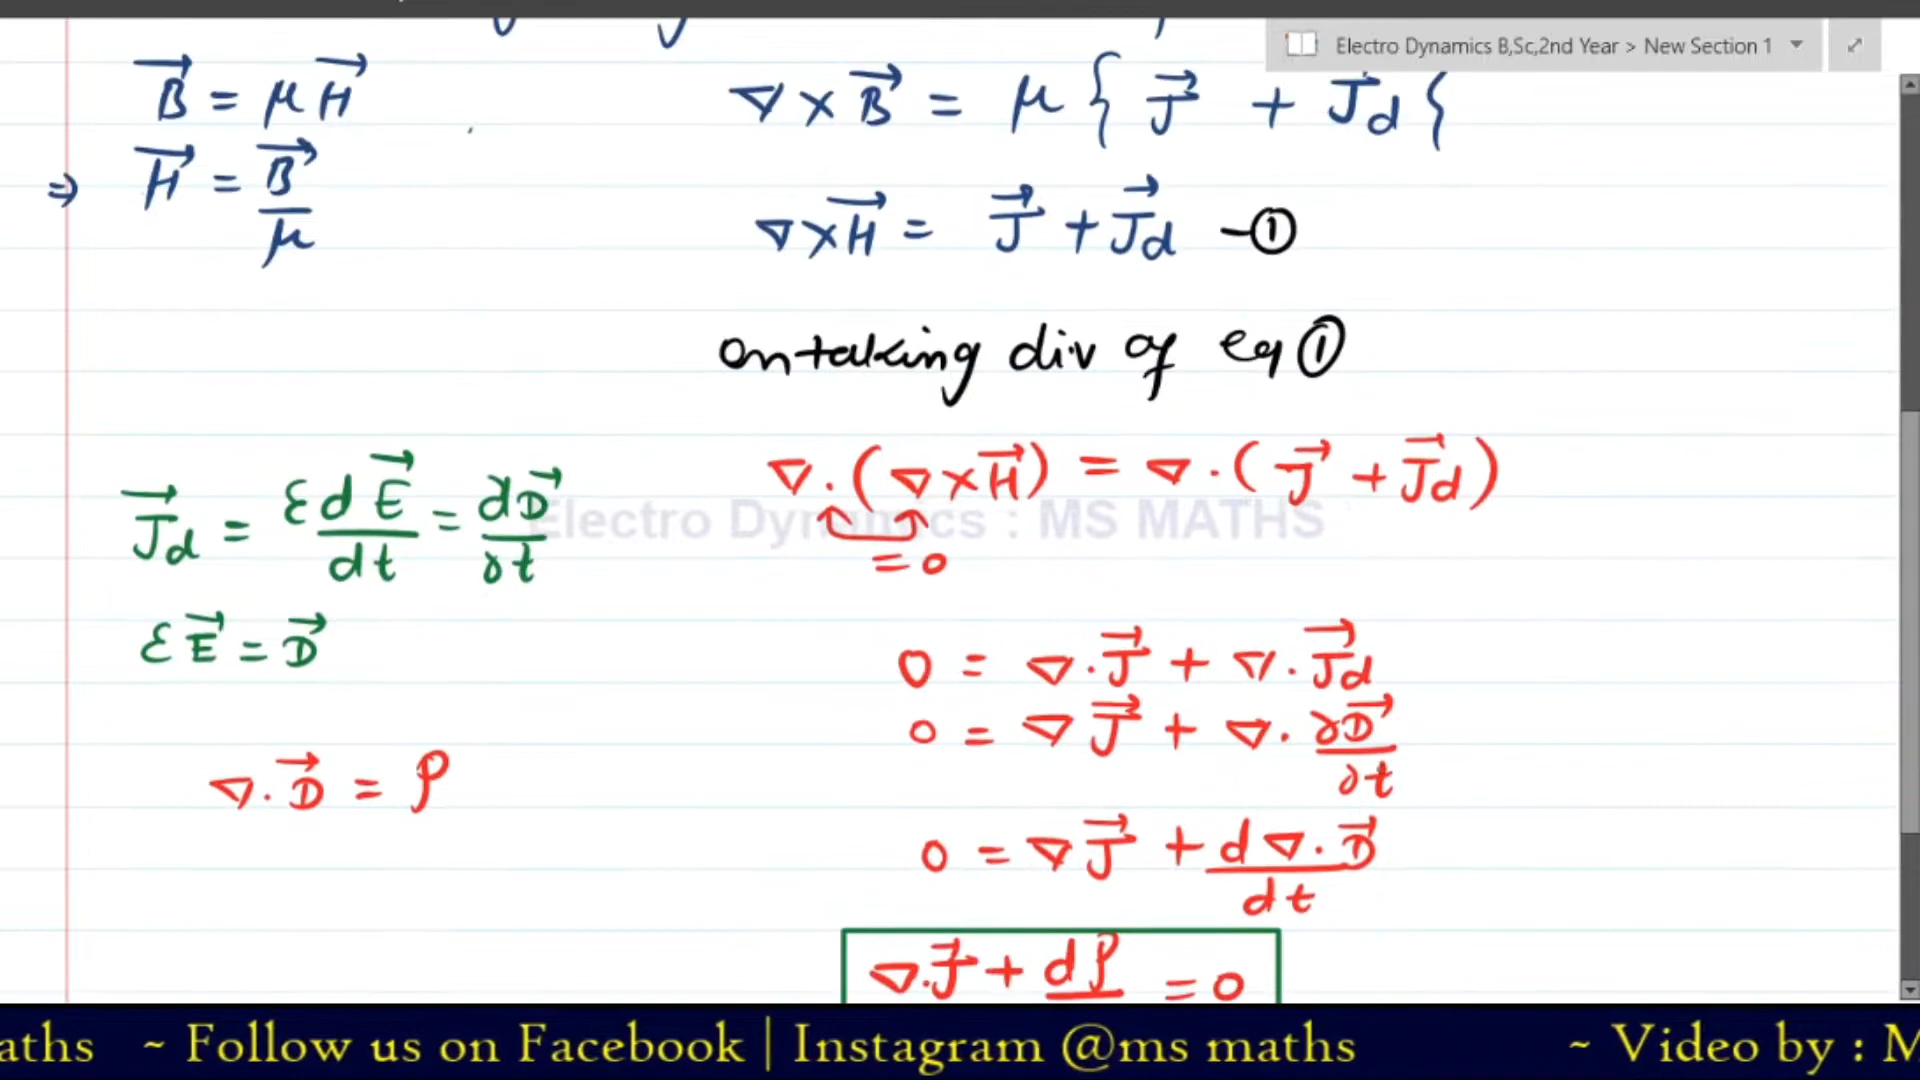 Electro Dynamics B,Sc,2nd Year > New Section 1
B⃗ = μH⃗
∇×B⃗ = μ{ J⃗ + J⃗d {
⇒ H⃗ = B⃗/μ
∇×H⃗ = J⃗ + J⃗d –①
on taking div of eq ①
∇.(∇×H⃗) = ∇.(J⃗ + J⃗d)
= 0
J⃗d = εdE⃗/dt = ∂D⃗/∂t
Electro Dynamics : MS MATHS
εE⃗ = D⃗
0 = ∇.J⃗ + ∇.J⃗d
0 = ∇J⃗ + ∇.∂D⃗/∂t
∇.D⃗ = ρ
0 = ∇J⃗ + d∇.D⃗/dt
∇.J⃗ + dρ = 0
aths ~ Follow us on Facebook | Instagram @ms maths ~ Video by : M